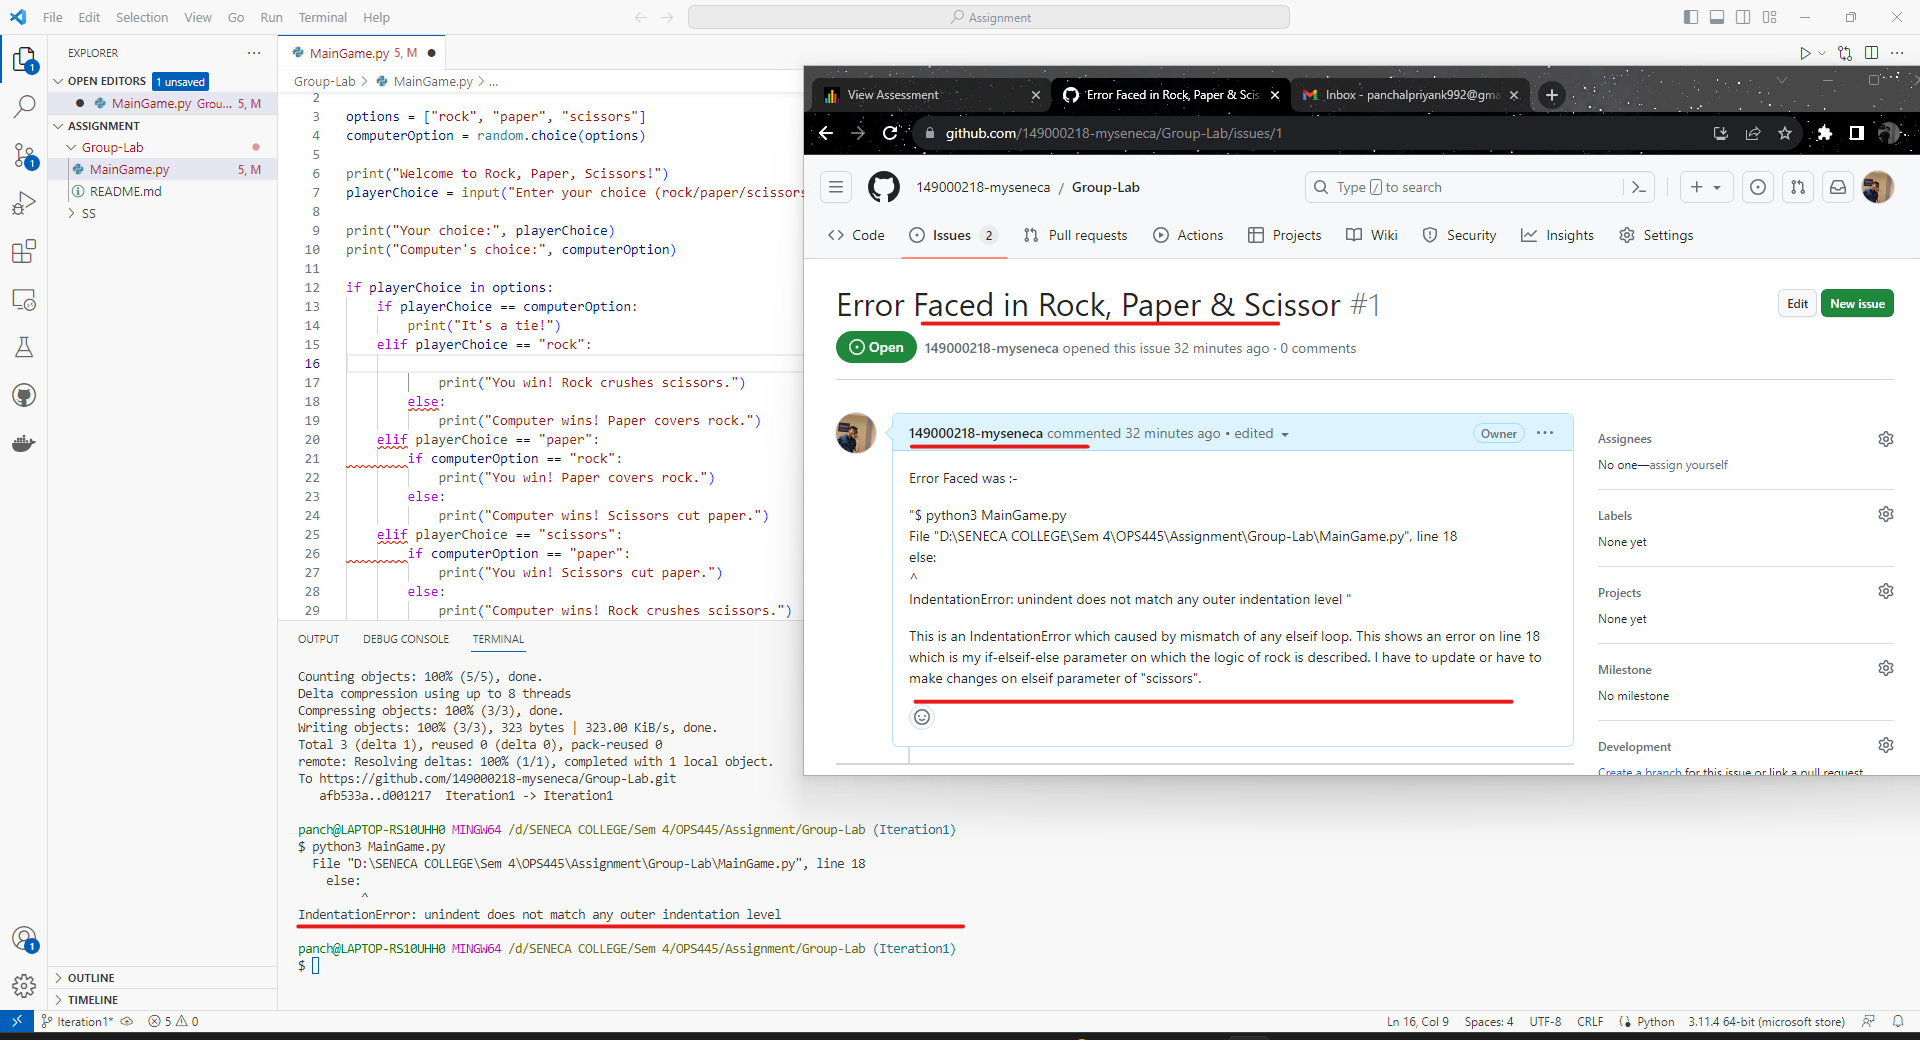 File Edit Selection View Go Run Terminal Help
Assignment
EXPLORER
OPEN EDITORS 1 unsaved
MainGame.py Grou... 5, M
ASSIGNMENT
Group-Lab
MainGame.py 5, M
README.md
SS
OUTLINE
TIMELINE
MainGame.py 5, M
Group-Lab > MainGame.py > ...
2
3 options = ["rock", "paper", "scissors"]
4 computerOption = random.choice(options)
5
6 print("Welcome to Rock, Paper, Scissors!")
7 playerChoice = input("Enter your choice (rock/paper/scissors
8
9 print("Your choice:", playerChoice)
10 print("Computer's choice:", computerOption)
11
12 if playerChoice in options:
13 if playerChoice == computerOption:
14 print("It's a tie!")
15 elif playerChoice == "rock":
16
17 print("You win! Rock crushes scissors.")
18 else:
19 print("Computer wins! Paper covers rock.")
20 elif playerChoice == "paper":
21 if computerOption == "rock":
22 print("You win! Paper covers rock.")
23 else:
24 print("Computer wins! Scissors cut paper.")
25 elif playerChoice == "scissors":
26 if computerOption == "paper":
27 print("You win! Scissors cut paper.")
28 else:
29 print("Computer wins! Rock crushes scissors.")
OUTPUT DEBUG CONSOLE TERMINAL
Counting objects: 100% (5/5), done.
Delta compression using up to 8 threads
Compressing objects: 100% (3/3), done.
Writing objects: 100% (3/3), 323 bytes | 323.00 KiB/s, done.
Total 3 (delta 1), reused 0 (delta 0), pack-reused 0
remote: Resolving deltas: 100% (1/1), completed with 1 local object.
To https://github.com/149000218-myseneca/Group-Lab.git
afb533a..d001217 Iteration1 -> Iteration1
panch@LAPTOP-RS10UHH0 MINGW64 /d/SENECA COLLEGE/Sem 4/OPS445/Assignment/Group-Lab (Iteration1)
$ python3 MainGame.py
File "D:\SENECA COLLEGE\Sem 4\OPS445\Assignment\Group-Lab\MainGame.py", line 18
else:
^
IndentationError: unindent does not match any outer indentation level
panch@LAPTOP-RS10UHH0 MINGW64 /d/SENECA COLLEGE/Sem 4/OPS445/Assignment/Group-Lab (Iteration1)
$
View Assessment
Error Faced in Rock, Paper & Scis
Inbox - panchalpriyank992@gma
github.com/149000218-myseneca/Group-Lab/issues/1
149000218-myseneca / Group-Lab
Type / to search
Code Issues 2 Pull requests Actions Projects Wiki Security Insights Settings
Error Faced in Rock, Paper & Scissor #1
Edit New issue
Open 149000218-myseneca opened this issue 32 minutes ago · 0 comments
149000218-myseneca commented 32 minutes ago • edited Owner ...
Error Faced was :-
"$ python3 MainGame.py
File "D:\SENECA COLLEGE\Sem 4\OPS445\Assignment\Group-Lab\MainGame.py", line 18
else:
^
IndentationError: unindent does not match any outer indentation level "
This is an IndentationError which caused by mismatch of any elseif loop. This shows an error on line 18
which is my if-elseif-else parameter on which the logic of rock is described. I have to update or have to
make changes on elseif parameter of "scissors".
Assignees
No one—assign yourself
Labels
None yet
Projects
None yet
Milestone
No milestone
Development
Create a branch for this issue or link a pull request
1
1
1
Iteration1* 5 0
Ln 16, Col 9 Spaces: 4 UTF-8 CRLF Python 3.11.4 64-bit (microsoft store)